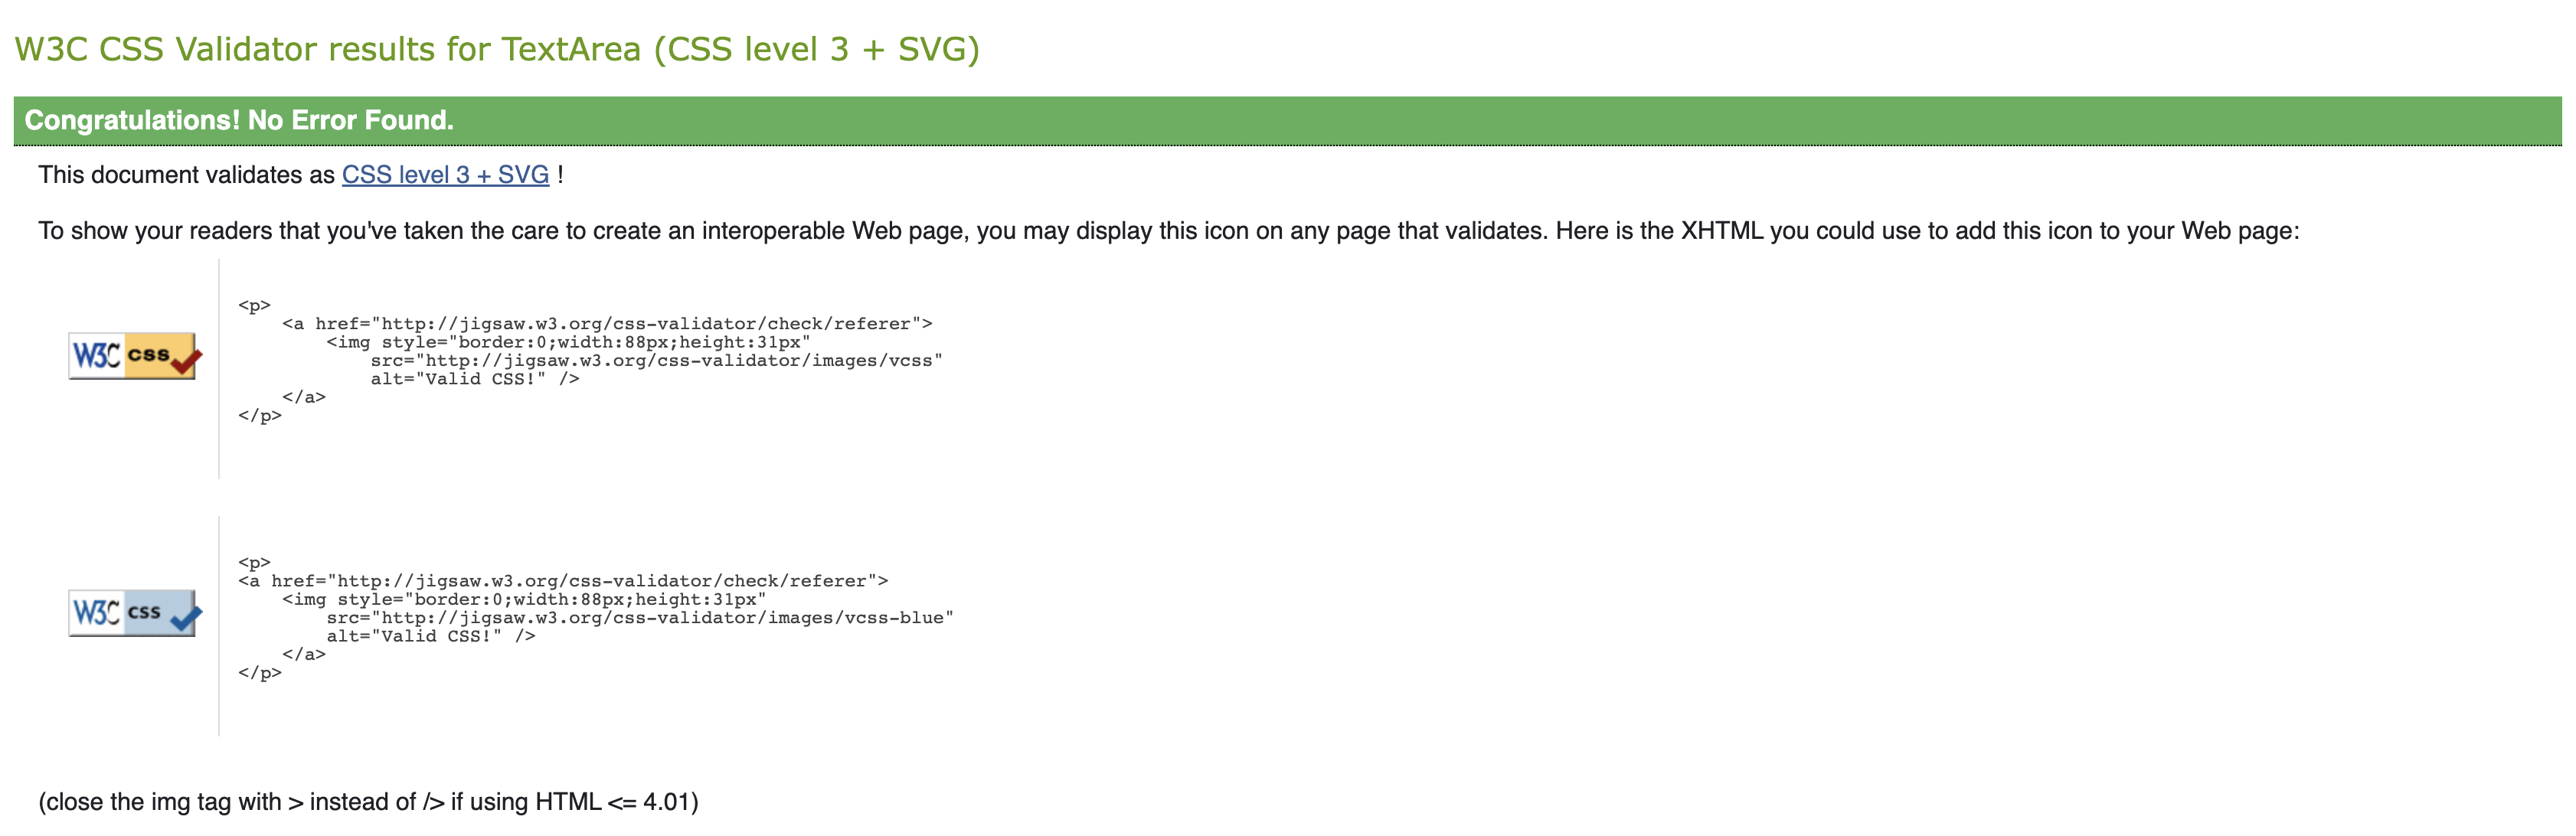 W3C CSS Validator results for TextArea (CSS level 3 + SVG)
Congratulations! No Error Found.
This document validates as CSS level 3 + SVG !
To show your readers that you've taken the care to create an interoperable Web page, you may display this icon on any page that validates. Here is the XHTML you could use to add this icon to your Web page:
W3C css
<p>
    <a href="http://jigsaw.w3.org/css-validator/check/referer">
        <img style="border:0;width:88px;height:31px"
            src="http://jigsaw.w3.org/css-validator/images/vcss"
            alt="Valid CSS!" />
    </a>
</p>
W3C css
<p>
<a href="http://jigsaw.w3.org/css-validator/check/referer">
    <img style="border:0;width:88px;height:31px"
        src="http://jigsaw.w3.org/css-validator/images/vcss-blue"
        alt="Valid CSS!" />
    </a>
</p>
(close the img tag with > instead of /> if using HTML <= 4.01)